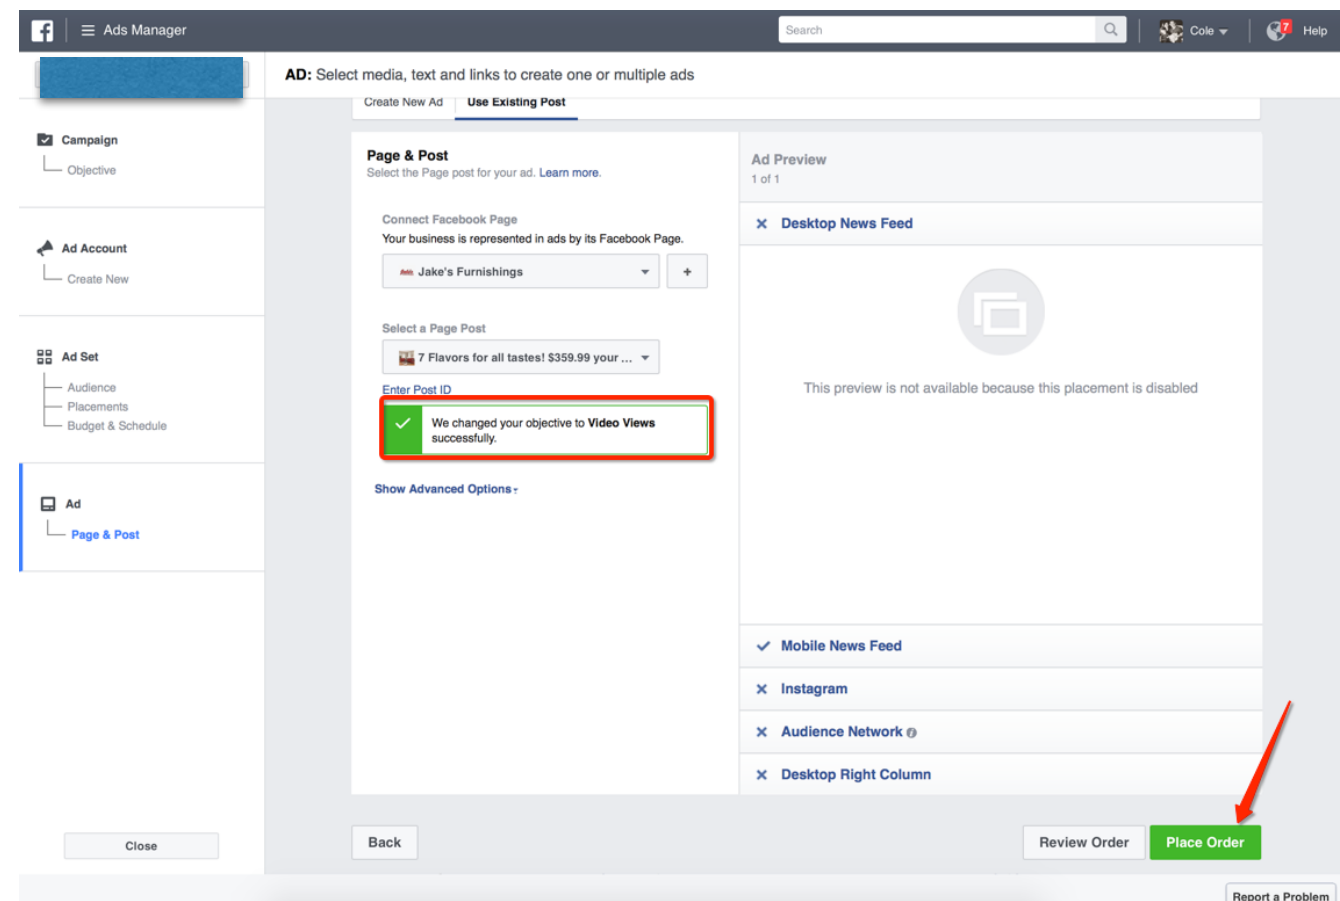 f
Ads Manager
Search
Cole
7
Help
AD: Select media, text and links to create one or multiple ads
Create New Ad
Use Existing Post
Campaign
Objective
Ad Account
Create New
Ad Set
Audience
Placements
Budget & Schedule
Ad
Page & Post
Close
Page & Post
Select the Page post for your ad. Learn more.
Connect Facebook Page
Your business is represented in ads by its Facebook Page.
Jake's Furnishings
+
Select a Page Post
7 Flavors for all tastes! $359.99 your ...
Enter Post ID
We changed your objective to Video Views
successfully.
Show Advanced Options
Ad Preview
1 of 1
Desktop News Feed
This preview is not available because this placement is disabled
Mobile News Feed
Instagram
Audience Network
Desktop Right Column
Back
Review Order
Place Order
Report a Problem